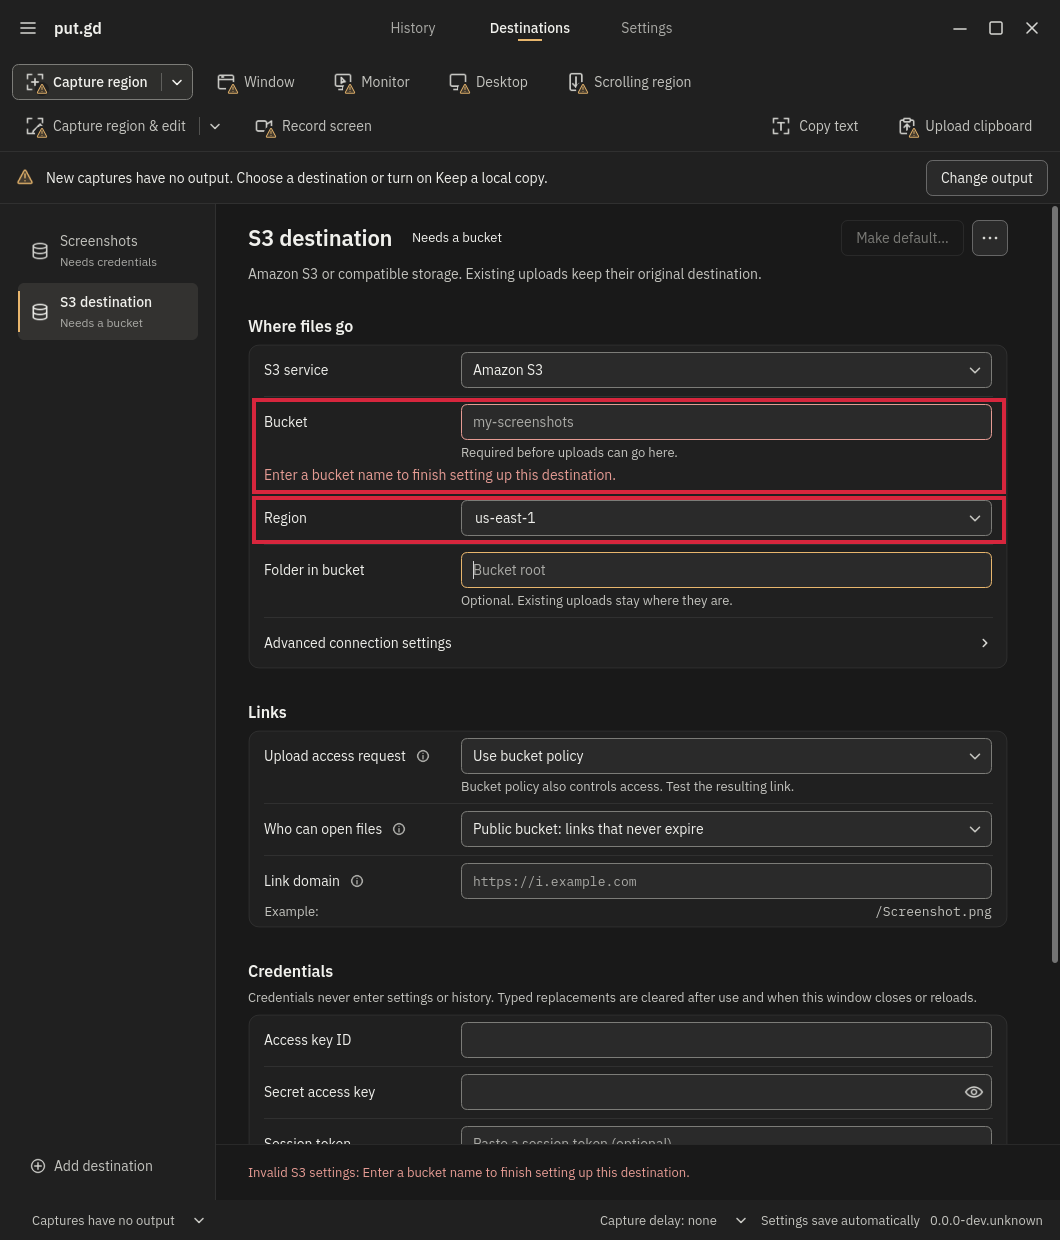 put.gd
History
Destinations
Settings
Capture region
Window
Monitor
Desktop
Scrolling region
Capture region & edit
Record screen
Copy text
Upload clipboard
New captures have no output. Choose a destination or turn on Keep a local copy.
Change output
Screenshots
Needs credentials
S3 destination
Needs a bucket
S3 destination
Needs a bucket
Make default...
Amazon S3 or compatible storage. Existing uploads keep their original destination.
Where files go
S3 service
Amazon S3
Bucket
my-screenshots
Required before uploads can go here.
Enter a bucket name to finish setting up this destination.
Region
us-east-1
Folder in bucket
Bucket root
Optional. Existing uploads stay where they are.
Advanced connection settings
Links
Upload access request
Use bucket policy
Bucket policy also controls access. Test the resulting link.
Who can open files
Public bucket: links that never expire
Link domain
https://i.example.com
Example:
/Screenshot.png
Credentials
Credentials never enter settings or history. Typed replacements are cleared after use and when this window closes or reloads.
Access key ID
Secret access key
Session token
Paste a session token (optional)
Add destination
Invalid S3 settings: Enter a bucket name to finish setting up this destination.
Captures have no output
Capture delay: none
Settings save automatically
0.0.0-dev.unknown